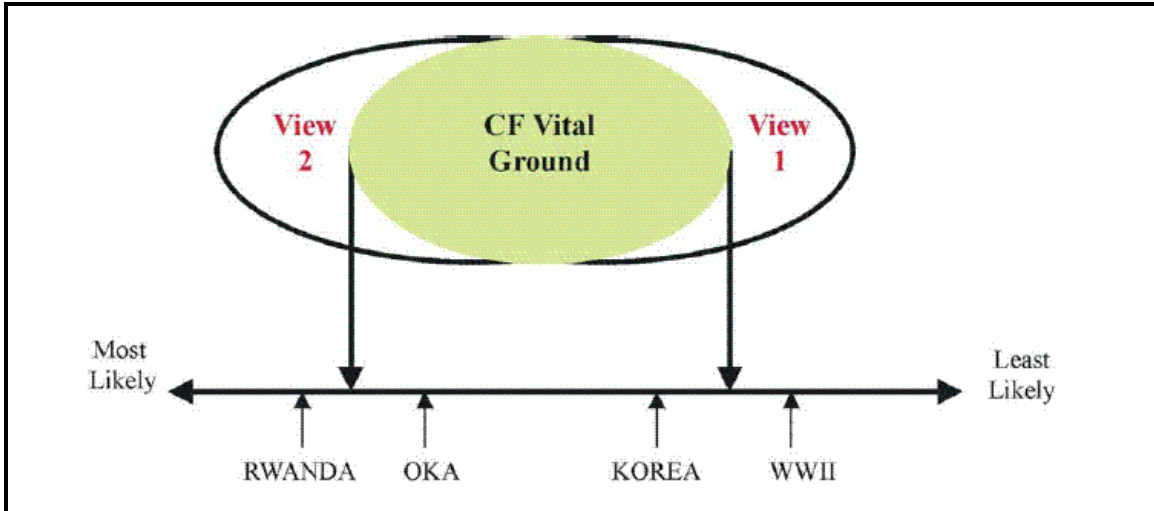 View
2
CF Vital
Ground
View
1
Most
Likely
Least
Likely
RWANDA
OKA
KOREA
WWII